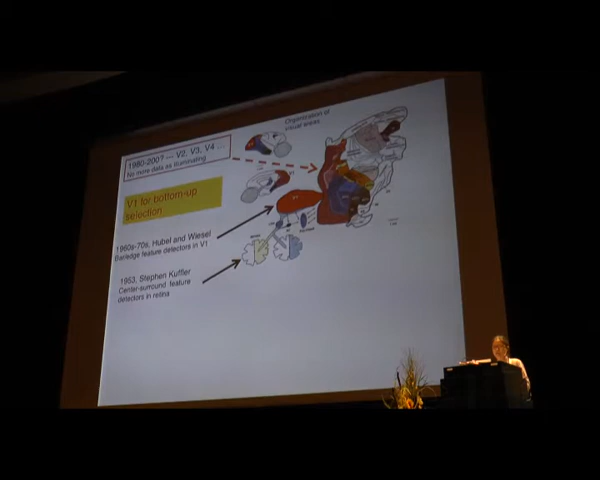 Organization of
visual areas
1980-200? --- V2, V3, V4 ...
No more data as illuminating
V1 for bottom-up
selection
1960s-70s, Hubel and Wiesel
Bar/edge feature detectors in V1
1953, Stephen Kuffler
Center-surround feature
detectors in retina